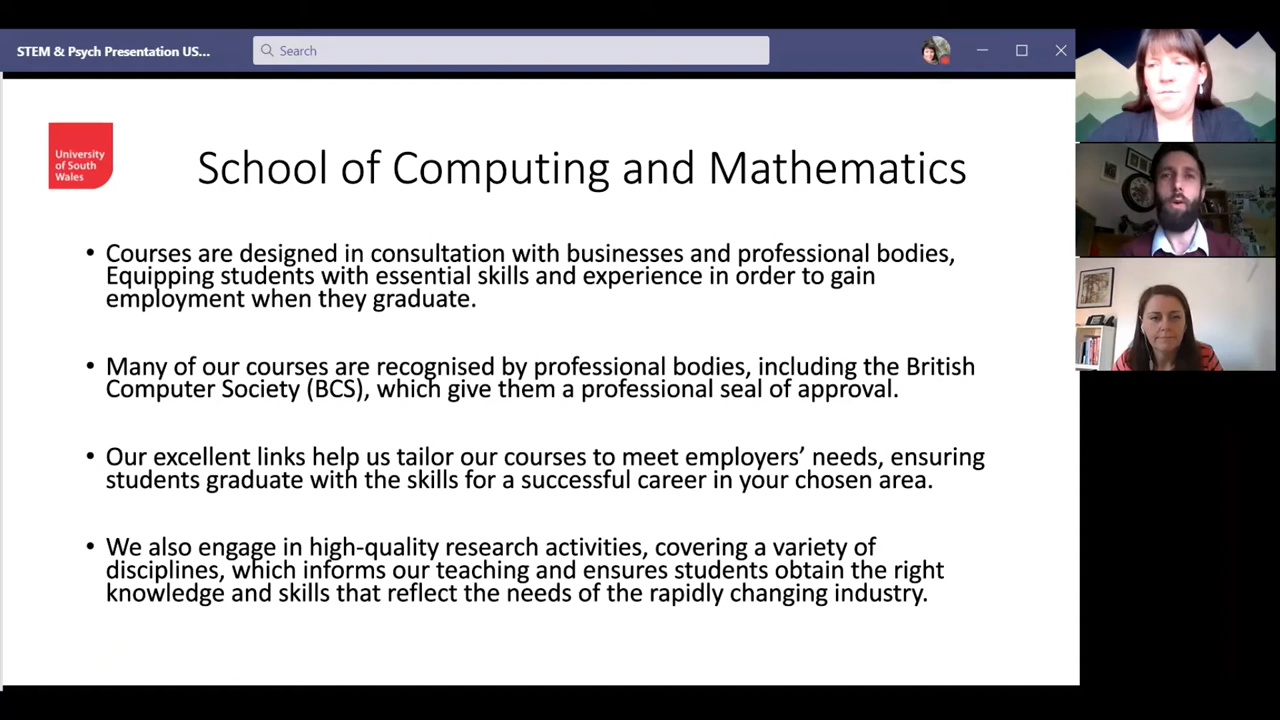 STEM & Psych Presentation US...
Search
University
of South
Wales
School of Computing and Mathematics
• Courses are designed in consultation with businesses and professional bodies,
Equipping students with essential skills and experience in order to gain
employment when they graduate.
• Many of our courses are recognised by professional bodies, including the British
Computer Society (BCS), which give them a professional seal of approval.
• Our excellent links help us tailor our courses to meet employers’ needs, ensuring
students graduate with the skills for a successful career in your chosen area.
• We also engage in high-quality research activities, covering a variety of
disciplines, which informs our teaching and ensures students obtain the right
knowledge and skills that reflect the needs of the rapidly changing industry.